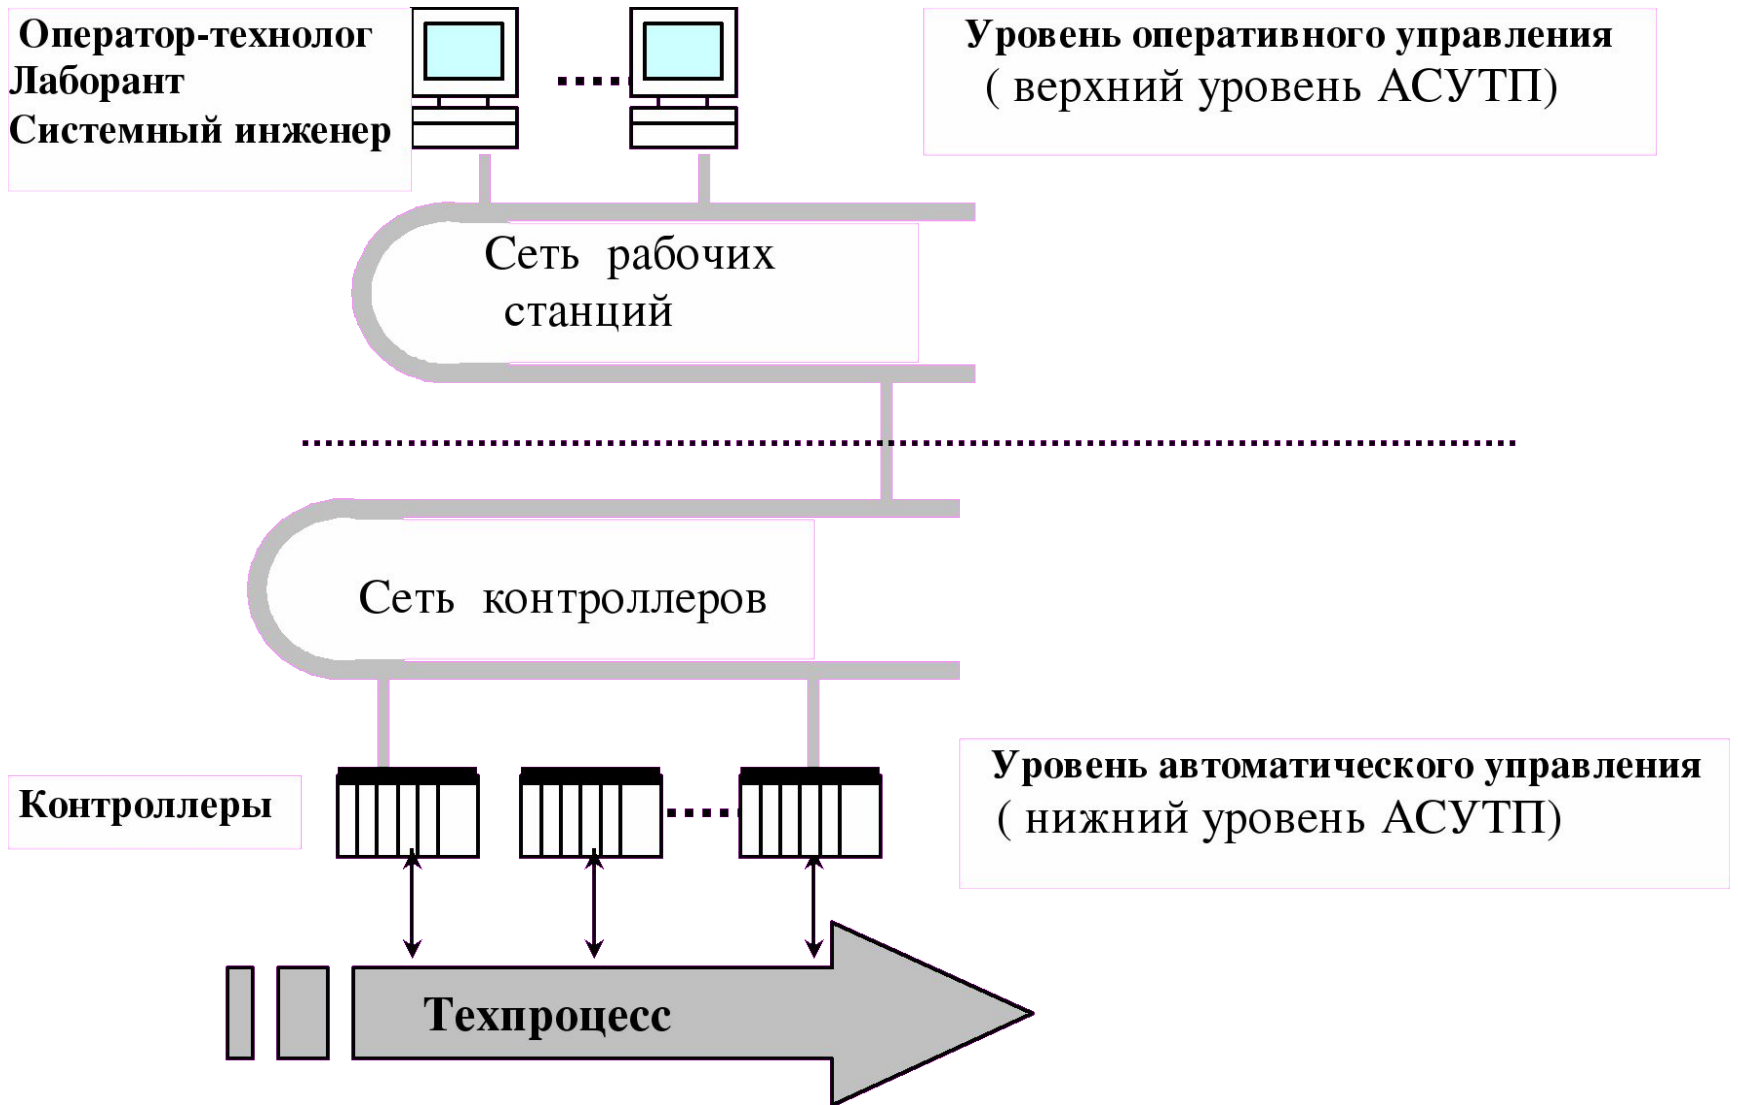 Оператор-технолог
Лаборант
Системный инженер
Уровень оперативного управления
( верхний уровень АСУТП)
Сеть рабочих
станций
Сеть контроллеров
Контроллеры
Уровень автоматического управления
( нижний уровень АСУТП)
Техпроцесс